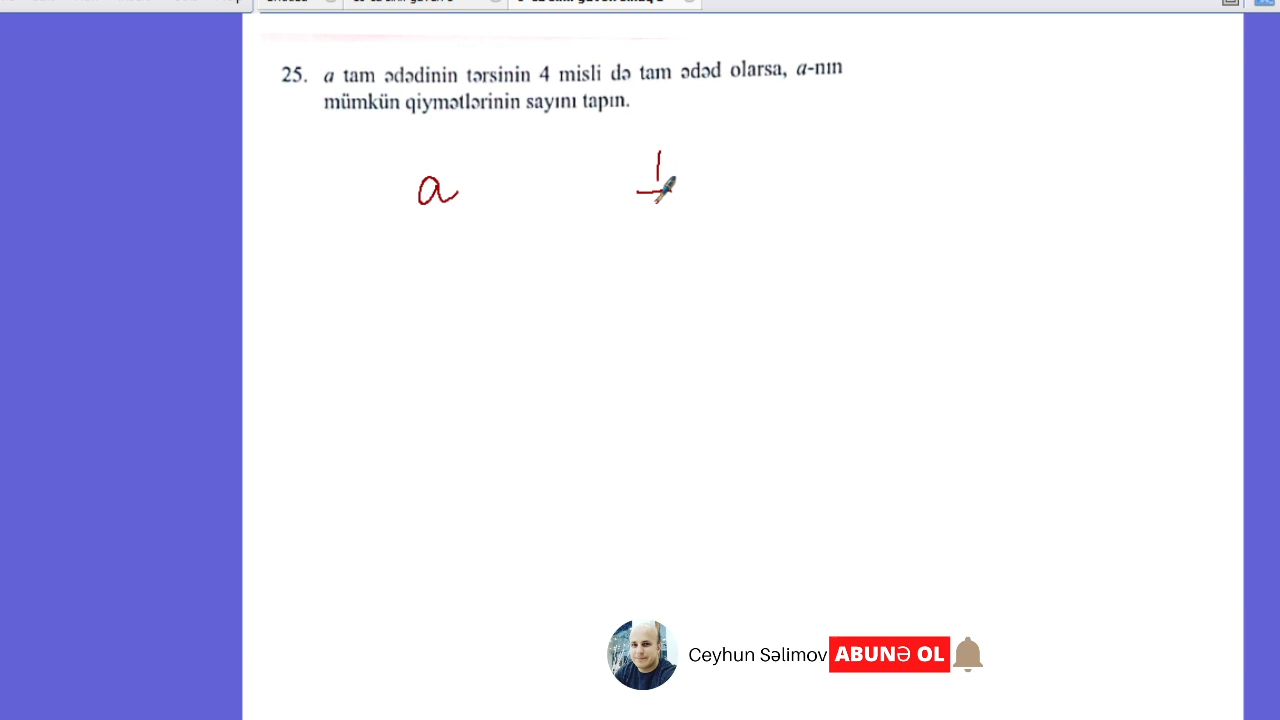 25. a tam ədədinin tərsinin 4 misli də tam ədəd olarsa, a-nın
mümkün qiymətlərinin sayını tapın.
a 1
Ceyhun Səlimov ABUNƏ OL